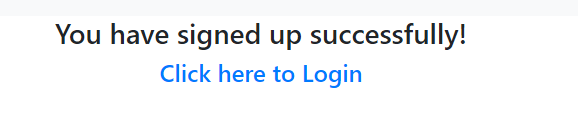 You have signed up successfully!
Click here to Login